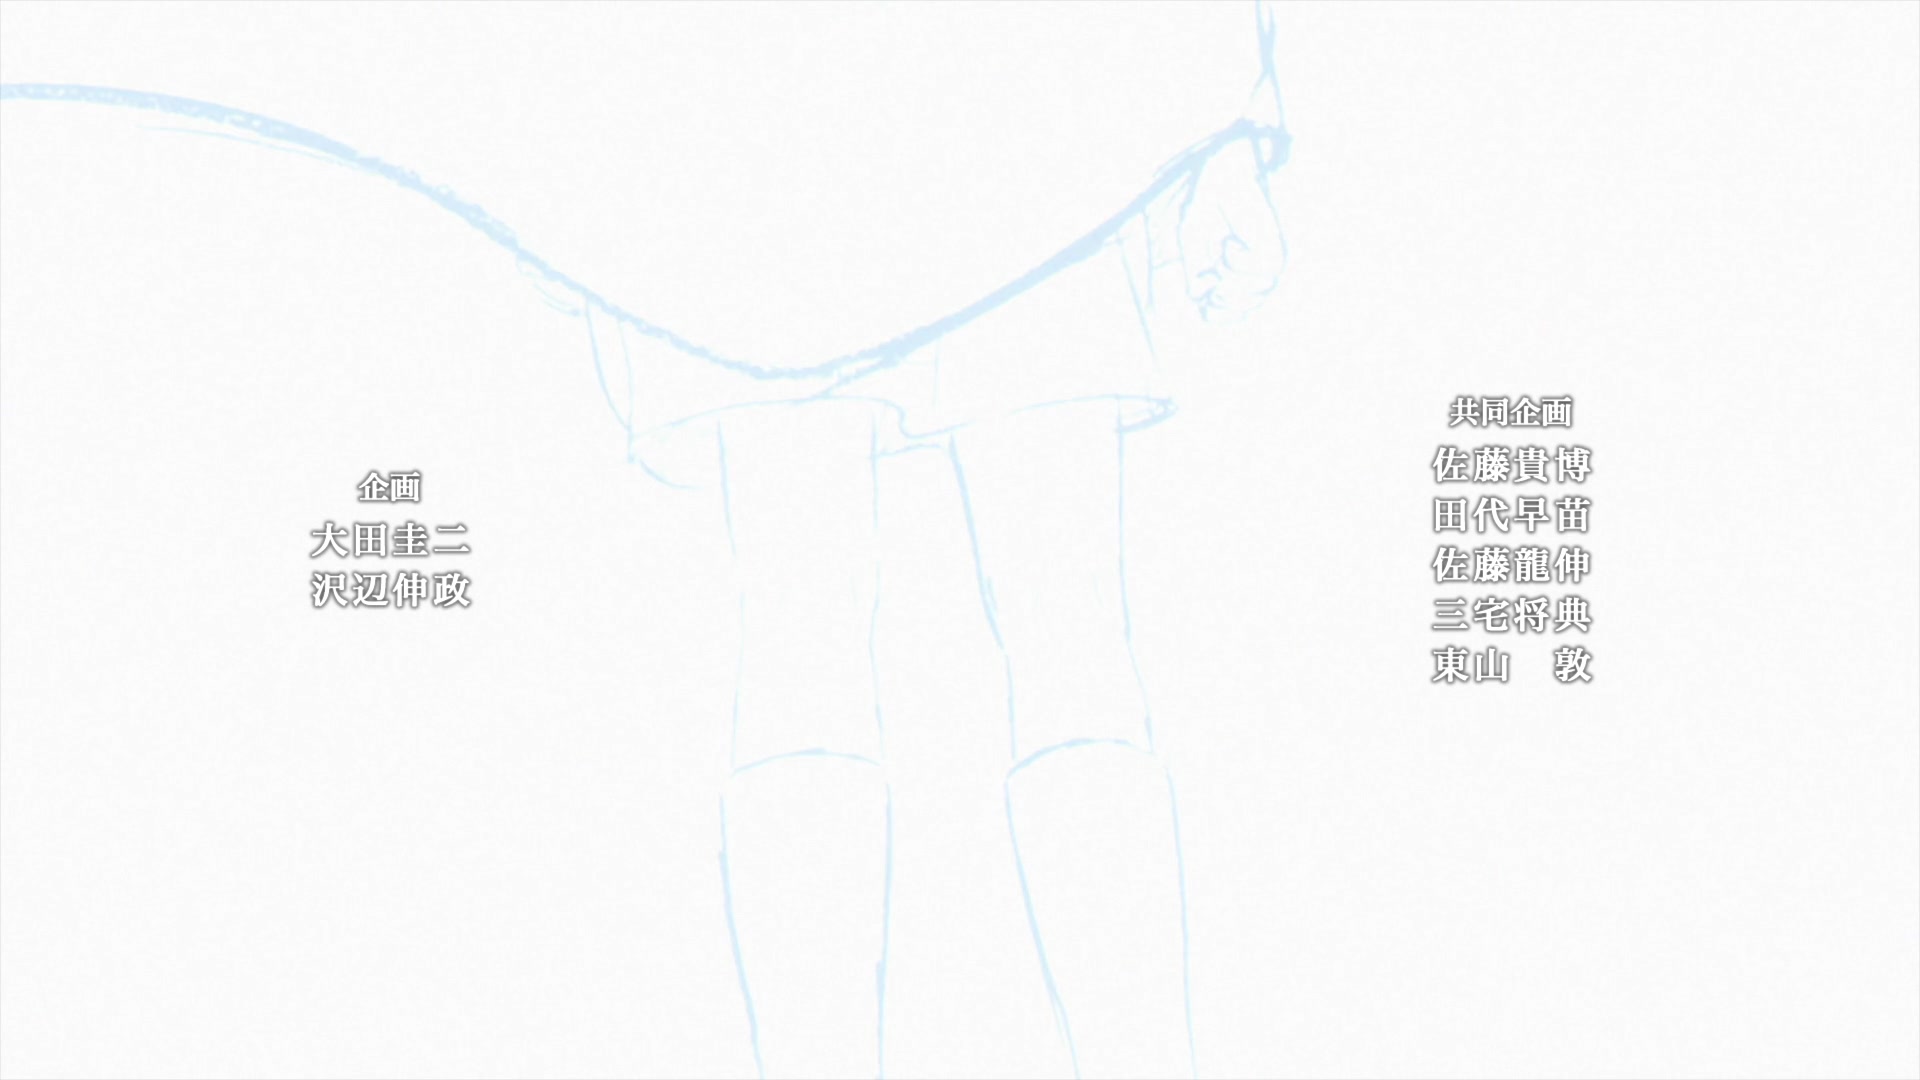 企画
大田圭二
沢辺伸政
共同企画
佐藤貴博
田代早苗
佐藤龍伸
三宅将典
東山　敦